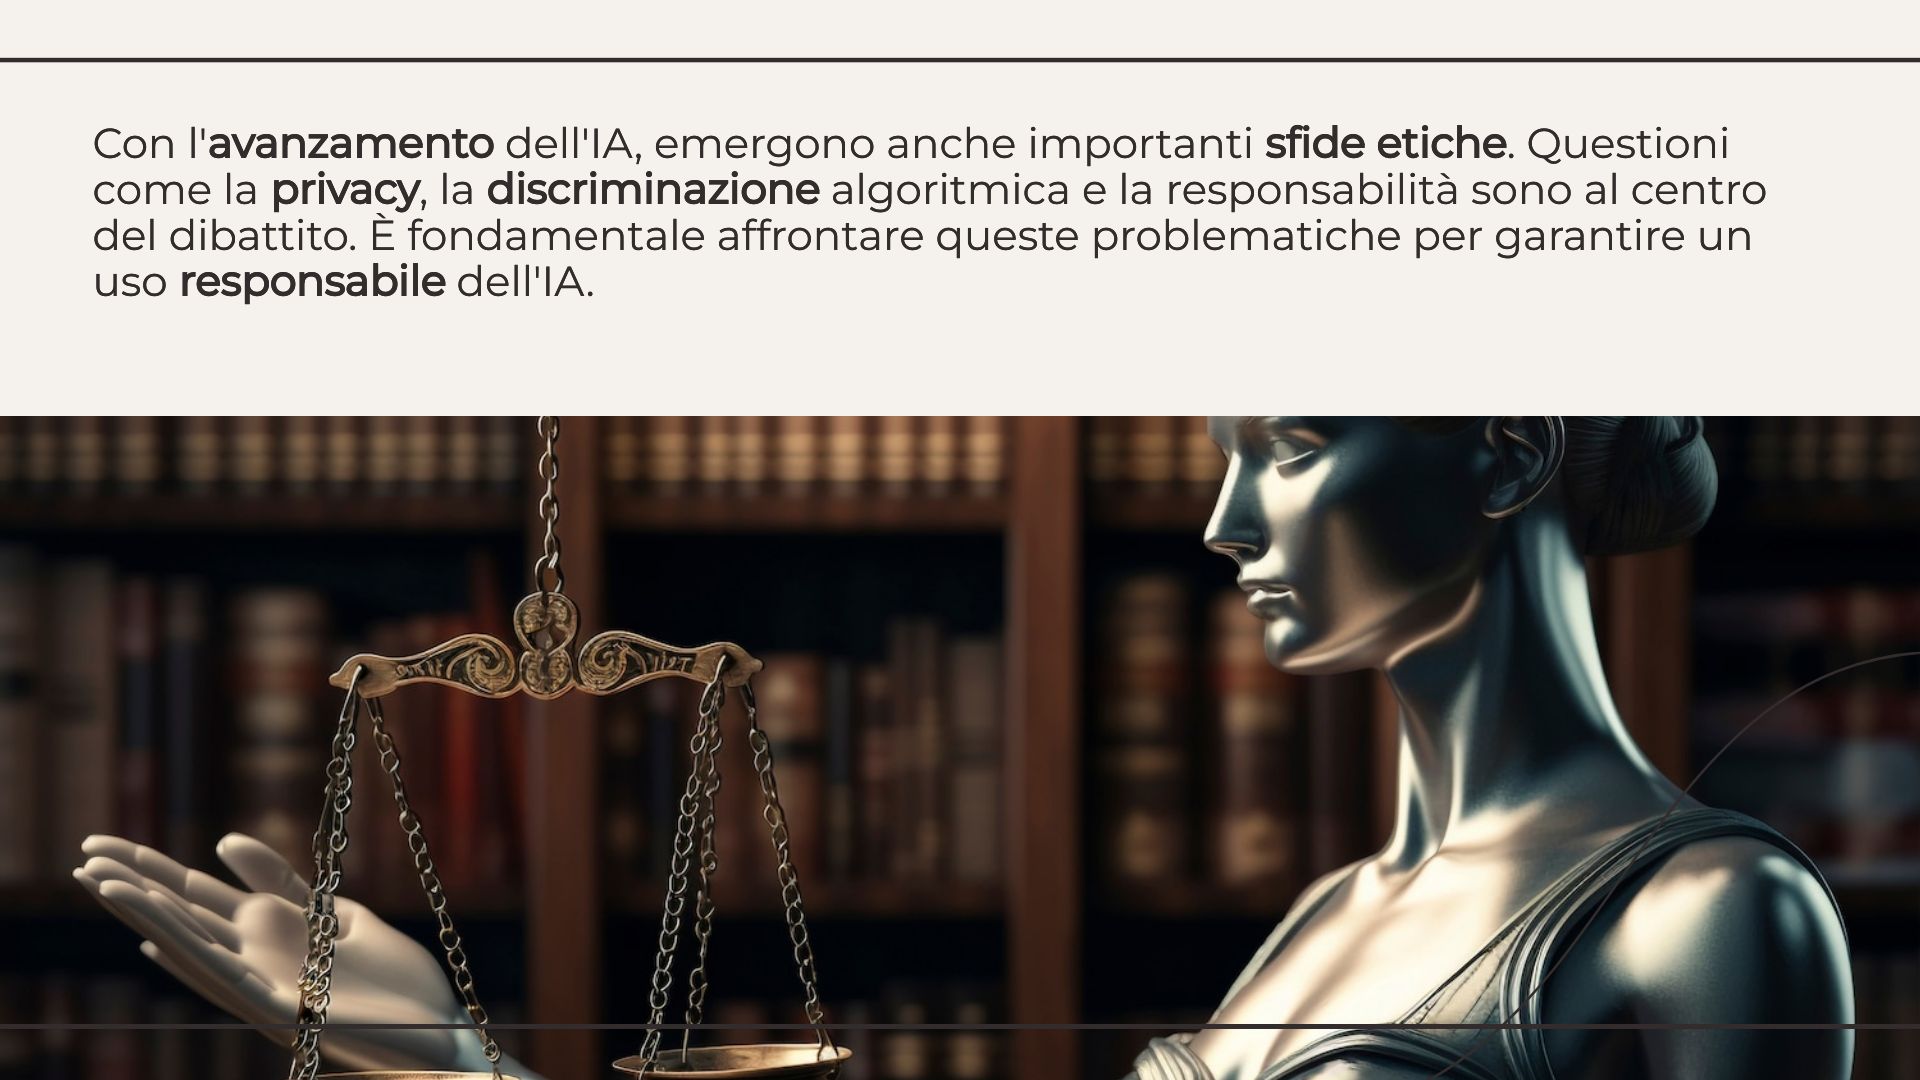 Con l'avanzamento dell'IA, emergono anche importanti sfide etiche. Questioni
come la privacy, la discriminazione algoritmica e la responsabilità sono al centro
del dibattito. È fondamentale affrontare queste problematiche per garantire un
uso responsabile dell'IA.